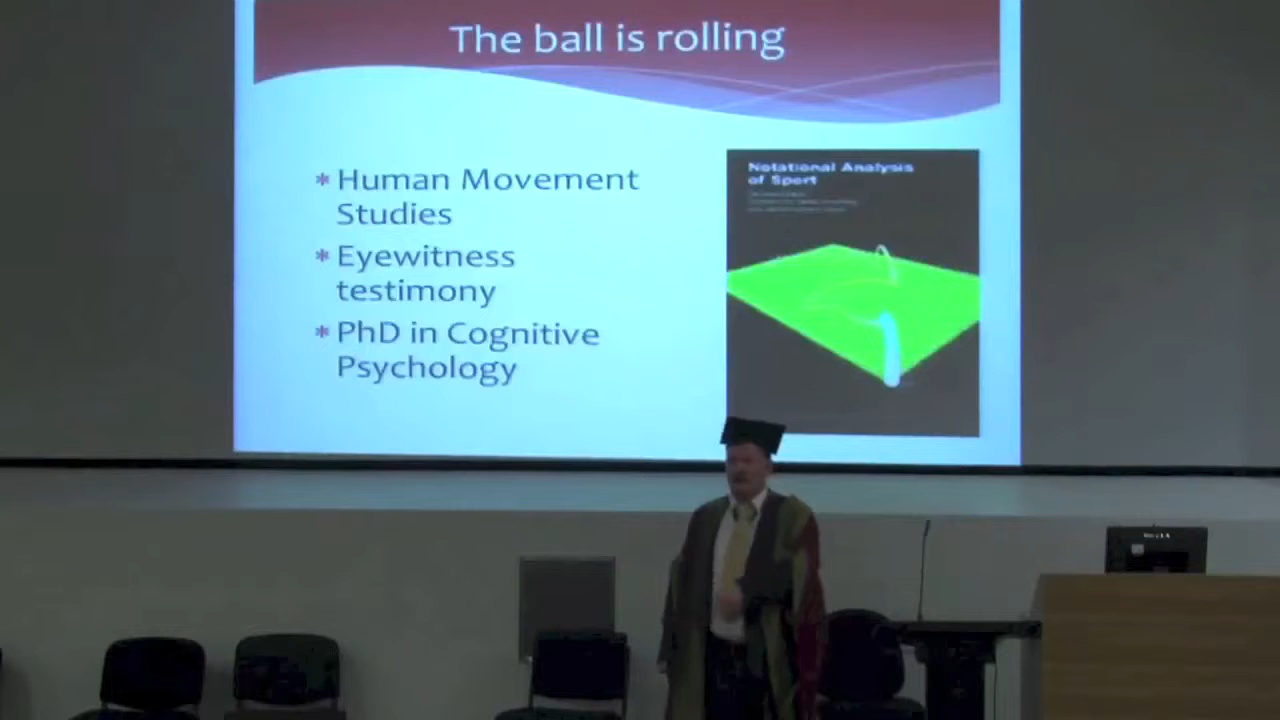 The ball is rolling
* Human Movement
Studies
* Eyewitness
testimony
* PhD in Cognitive
Psychology
Notational Analysis
of Sport